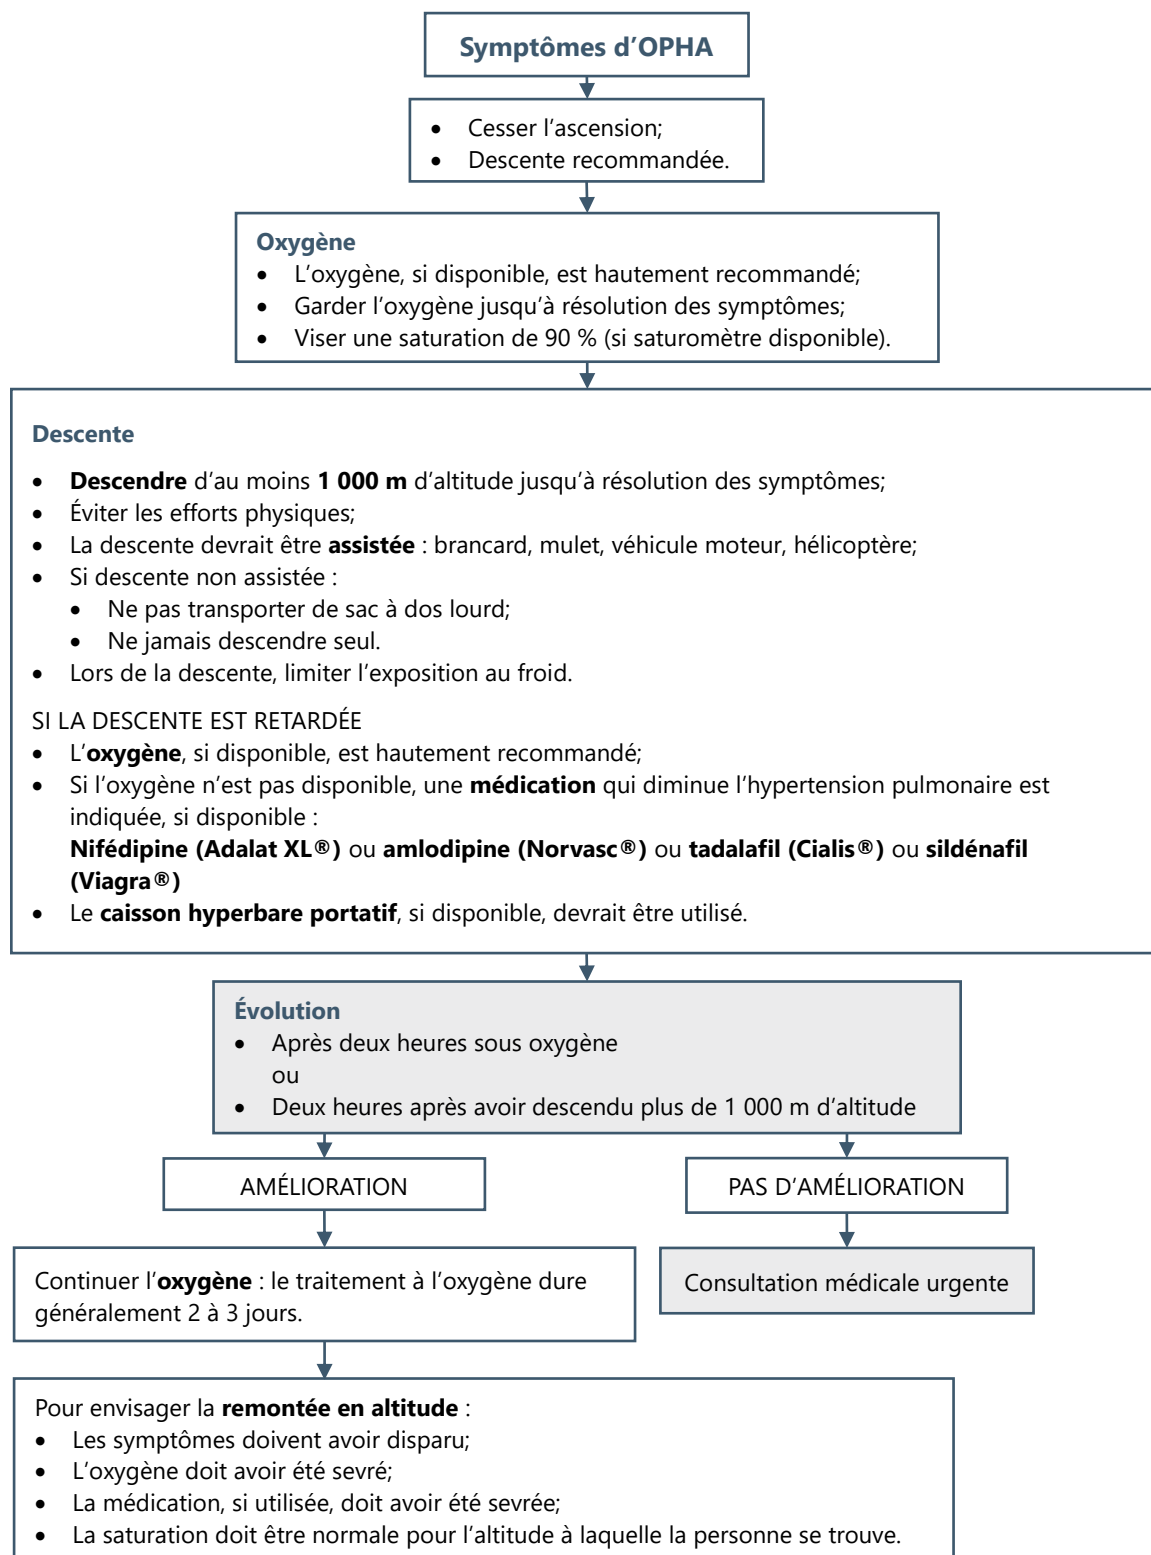 Symptômes d’OPHA
• Cesser l’ascension;
• Descente recommandée.
Oxygène
• L’oxygène, si disponible, est hautement recommandé;
• Garder l’oxygène jusqu’à résolution des symptômes;
• Viser une saturation de 90 % (si saturomètre disponible).
Descente
• Descendre d’au moins 1 000 m d’altitude jusqu’à résolution des symptômes;
• Éviter les efforts physiques;
• La descente devrait être assistée : brancard, mulet, véhicule moteur, hélicoptère;
• Si descente non assistée :
• Ne pas transporter de sac à dos lourd;
• Ne jamais descendre seul.
• Lors de la descente, limiter l’exposition au froid.
SI LA DESCENTE EST RETARDÉE
• L’oxygène, si disponible, est hautement recommandé;
• Si l’oxygène n’est pas disponible, une médication qui diminue l’hypertension pulmonaire est
indiquée, si disponible :
Nifédipine (Adalat XL®) ou amlodipine (Norvasc®) ou tadalafil (Cialis®) ou sildénafil
(Viagra®)
• Le caisson hyperbare portatif, si disponible, devrait être utilisé.
Évolution
• Après deux heures sous oxygène
ou
• Deux heures après avoir descendu plus de 1 000 m d’altitude
AMÉLIORATION
PAS D’AMÉLIORATION
Continuer l’oxygène : le traitement à l’oxygène dure
généralement 2 à 3 jours.
Consultation médicale urgente
Pour envisager la remontée en altitude :
• Les symptômes doivent avoir disparu;
• L’oxygène doit avoir été sevré;
• La médication, si utilisée, doit avoir été sevrée;
• La saturation doit être normale pour l’altitude à laquelle la personne se trouve.